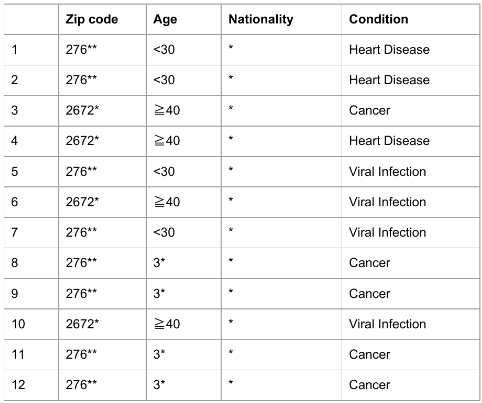 Zip code Age Nationality Condition
1 276** <30 * Heart Disease
2 276** <30 * Heart Disease
3 2672* ≧40 * Cancer
4 2672* ≧40 * Heart Disease
5 276** <30 * Viral Infection
6 2672* ≧40 * Viral Infection
7 276** <30 * Viral Infection
8 276** 3* * Cancer
9 276** 3* * Cancer
10 2672* ≧40 * Viral Infection
11 276** 3* * Cancer
12 276** 3* * Cancer